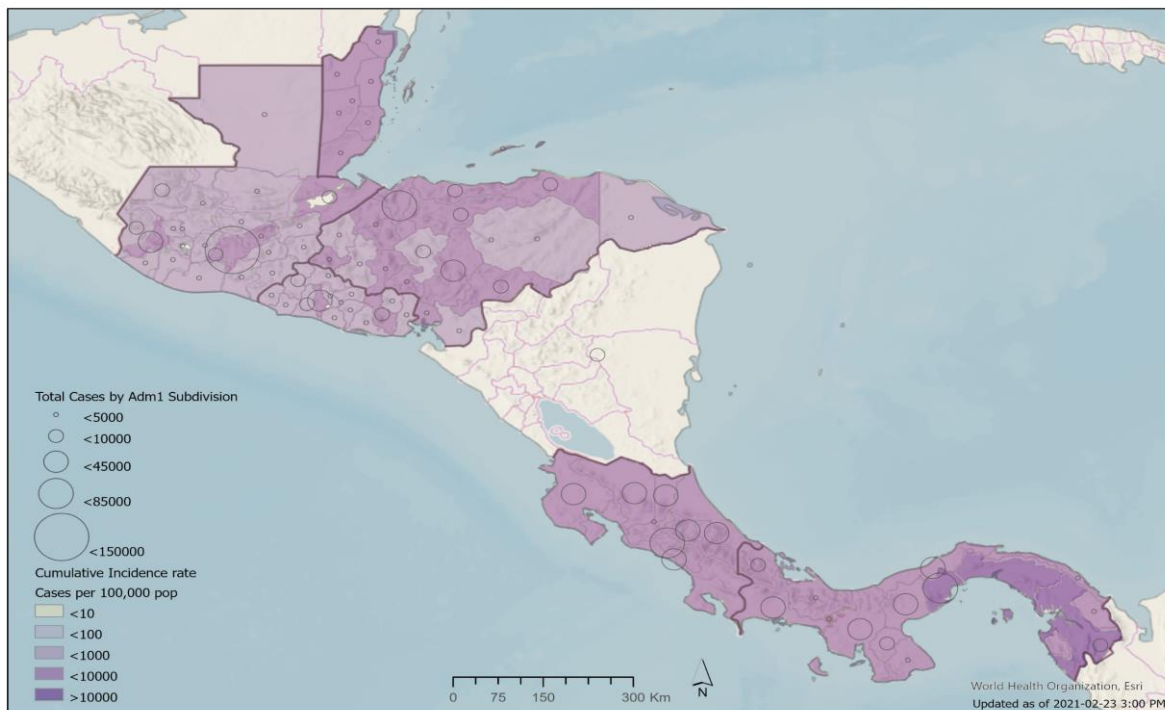 Total Cases by Adm1 Subdivision
<5000
<10000
<45000
<85000
<150000
Cumulative Incidence rate
Cases per 100,000 pop
<10
<100
<1000
<10000
>10000
0 75 150 300 Km
N
World Health Organization, Esri
Updated as of 2021-02-23 3:00 PM